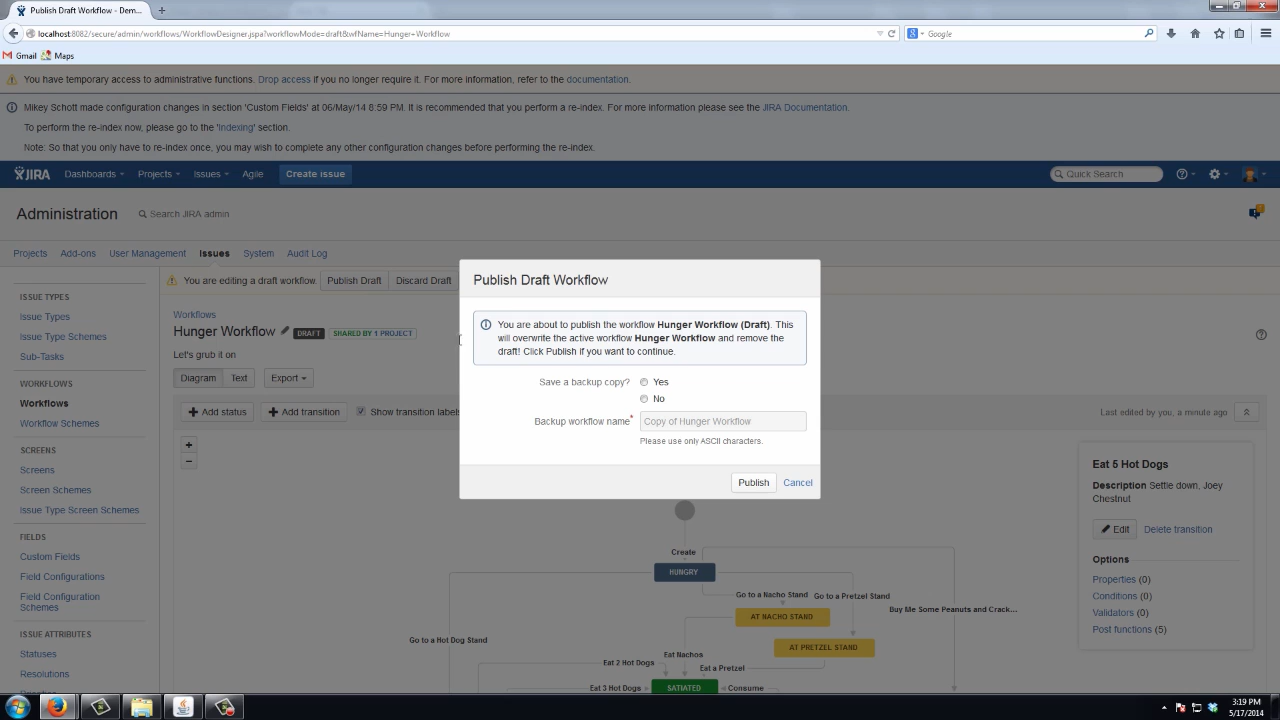 Publish Draft Workflow - Dem...
localhost:8082/secure/admin/workflows/WorkflowDesigner.jspa?workflowMode=draft&wfName=Hunger+Workflow
Google
Gmail Maps
You have temporary access to administrative functions. Drop access if you no longer require it. For more information, refer to the documentation.
Mikey Schott made configuration changes in section 'Custom Fields' at 06/May/14 8:59 PM. It is recommended that you perform a re-index. For more information please see the JIRA Documentation.
To perform the re-index now, please go to the 'Indexing' section.
Note: So that you only have to re-index once, you may wish to complete any other configuration changes before performing the re-index.
JIRA Dashboards Projects Issues Agile Create issue Quick Search
Administration Search JIRA admin
Projects Add-ons User Management Issues System Audit Log
ISSUE TYPES
Issue Types
Issue Type Schemes
Sub-Tasks
WORKFLOWS
Workflows
Workflow Schemes
SCREENS
Screens
Screen Schemes
Issue Type Screen Schemes
FIELDS
Custom Fields
Field Configurations
Field Configuration
Schemes
ISSUE ATTRIBUTES
Statuses
Resolutions
You are editing a draft workflow. Publish Draft Discard Draft
Workflows
Hunger Workflow DRAFT SHARED BY 1 PROJECT
Let's grub it on
Diagram Text Export
Add status Add transition Show transition labels
Last edited by you, a minute ago
Publish Draft Workflow
You are about to publish the workflow Hunger Workflow (Draft). This
will overwrite the active workflow Hunger Workflow and remove the
draft! Click Publish if you want to continue.
Save a backup copy? Yes
No
Backup workflow name* Copy of Hunger Workflow
Please use only ASCII characters.
Publish Cancel
Create
HUNGRY
Go to a Nacho Stand Go to a Pretzel Stand
Buy Me Some Peanuts and Crack...
AT NACHO STAND
Go to a Hot Dog Stand
AT PRETZEL STAND
Eat Nachos
Eat 2 Hot Dogs Eat a Pretzel
Eat 3 Hot Dogs SATIATED Consume
Eat 5 Hot Dogs
Description Settle down, Joey
Chestnut
Edit Delete transition
Options
Properties (0)
Conditions (0)
Validators (0)
Post functions (5)
3:19 PM
5/17/2014